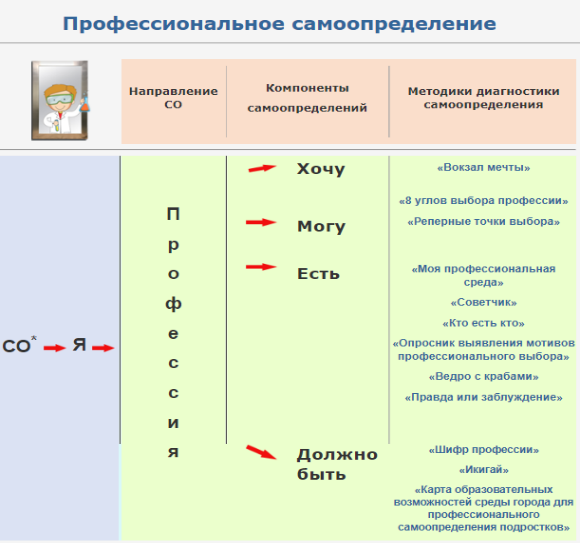 Профессиональное самоопределение
Направление
СО
Компоненты
самоопределений
Методики диагностики
самоопределения
СО* Я
П
р
о
ф
е
с
с
и
я
Хочу
«Вокзал мечты»
«8 углов выбора профессии»
Могу
«Реперные точки выбора»
Есть
«Моя профессиональная
среда»
«Советчик»
«Кто есть кто»
«Опросник выявления мотивов
профессионального выбора»
«Ведро с крабами»
«Правда или заблуждение»
Должно
быть
«Шифр профессии»
«Икигай»
«Карта образовательных
возможностей среды города для
профессионального
самоопределения подростков»